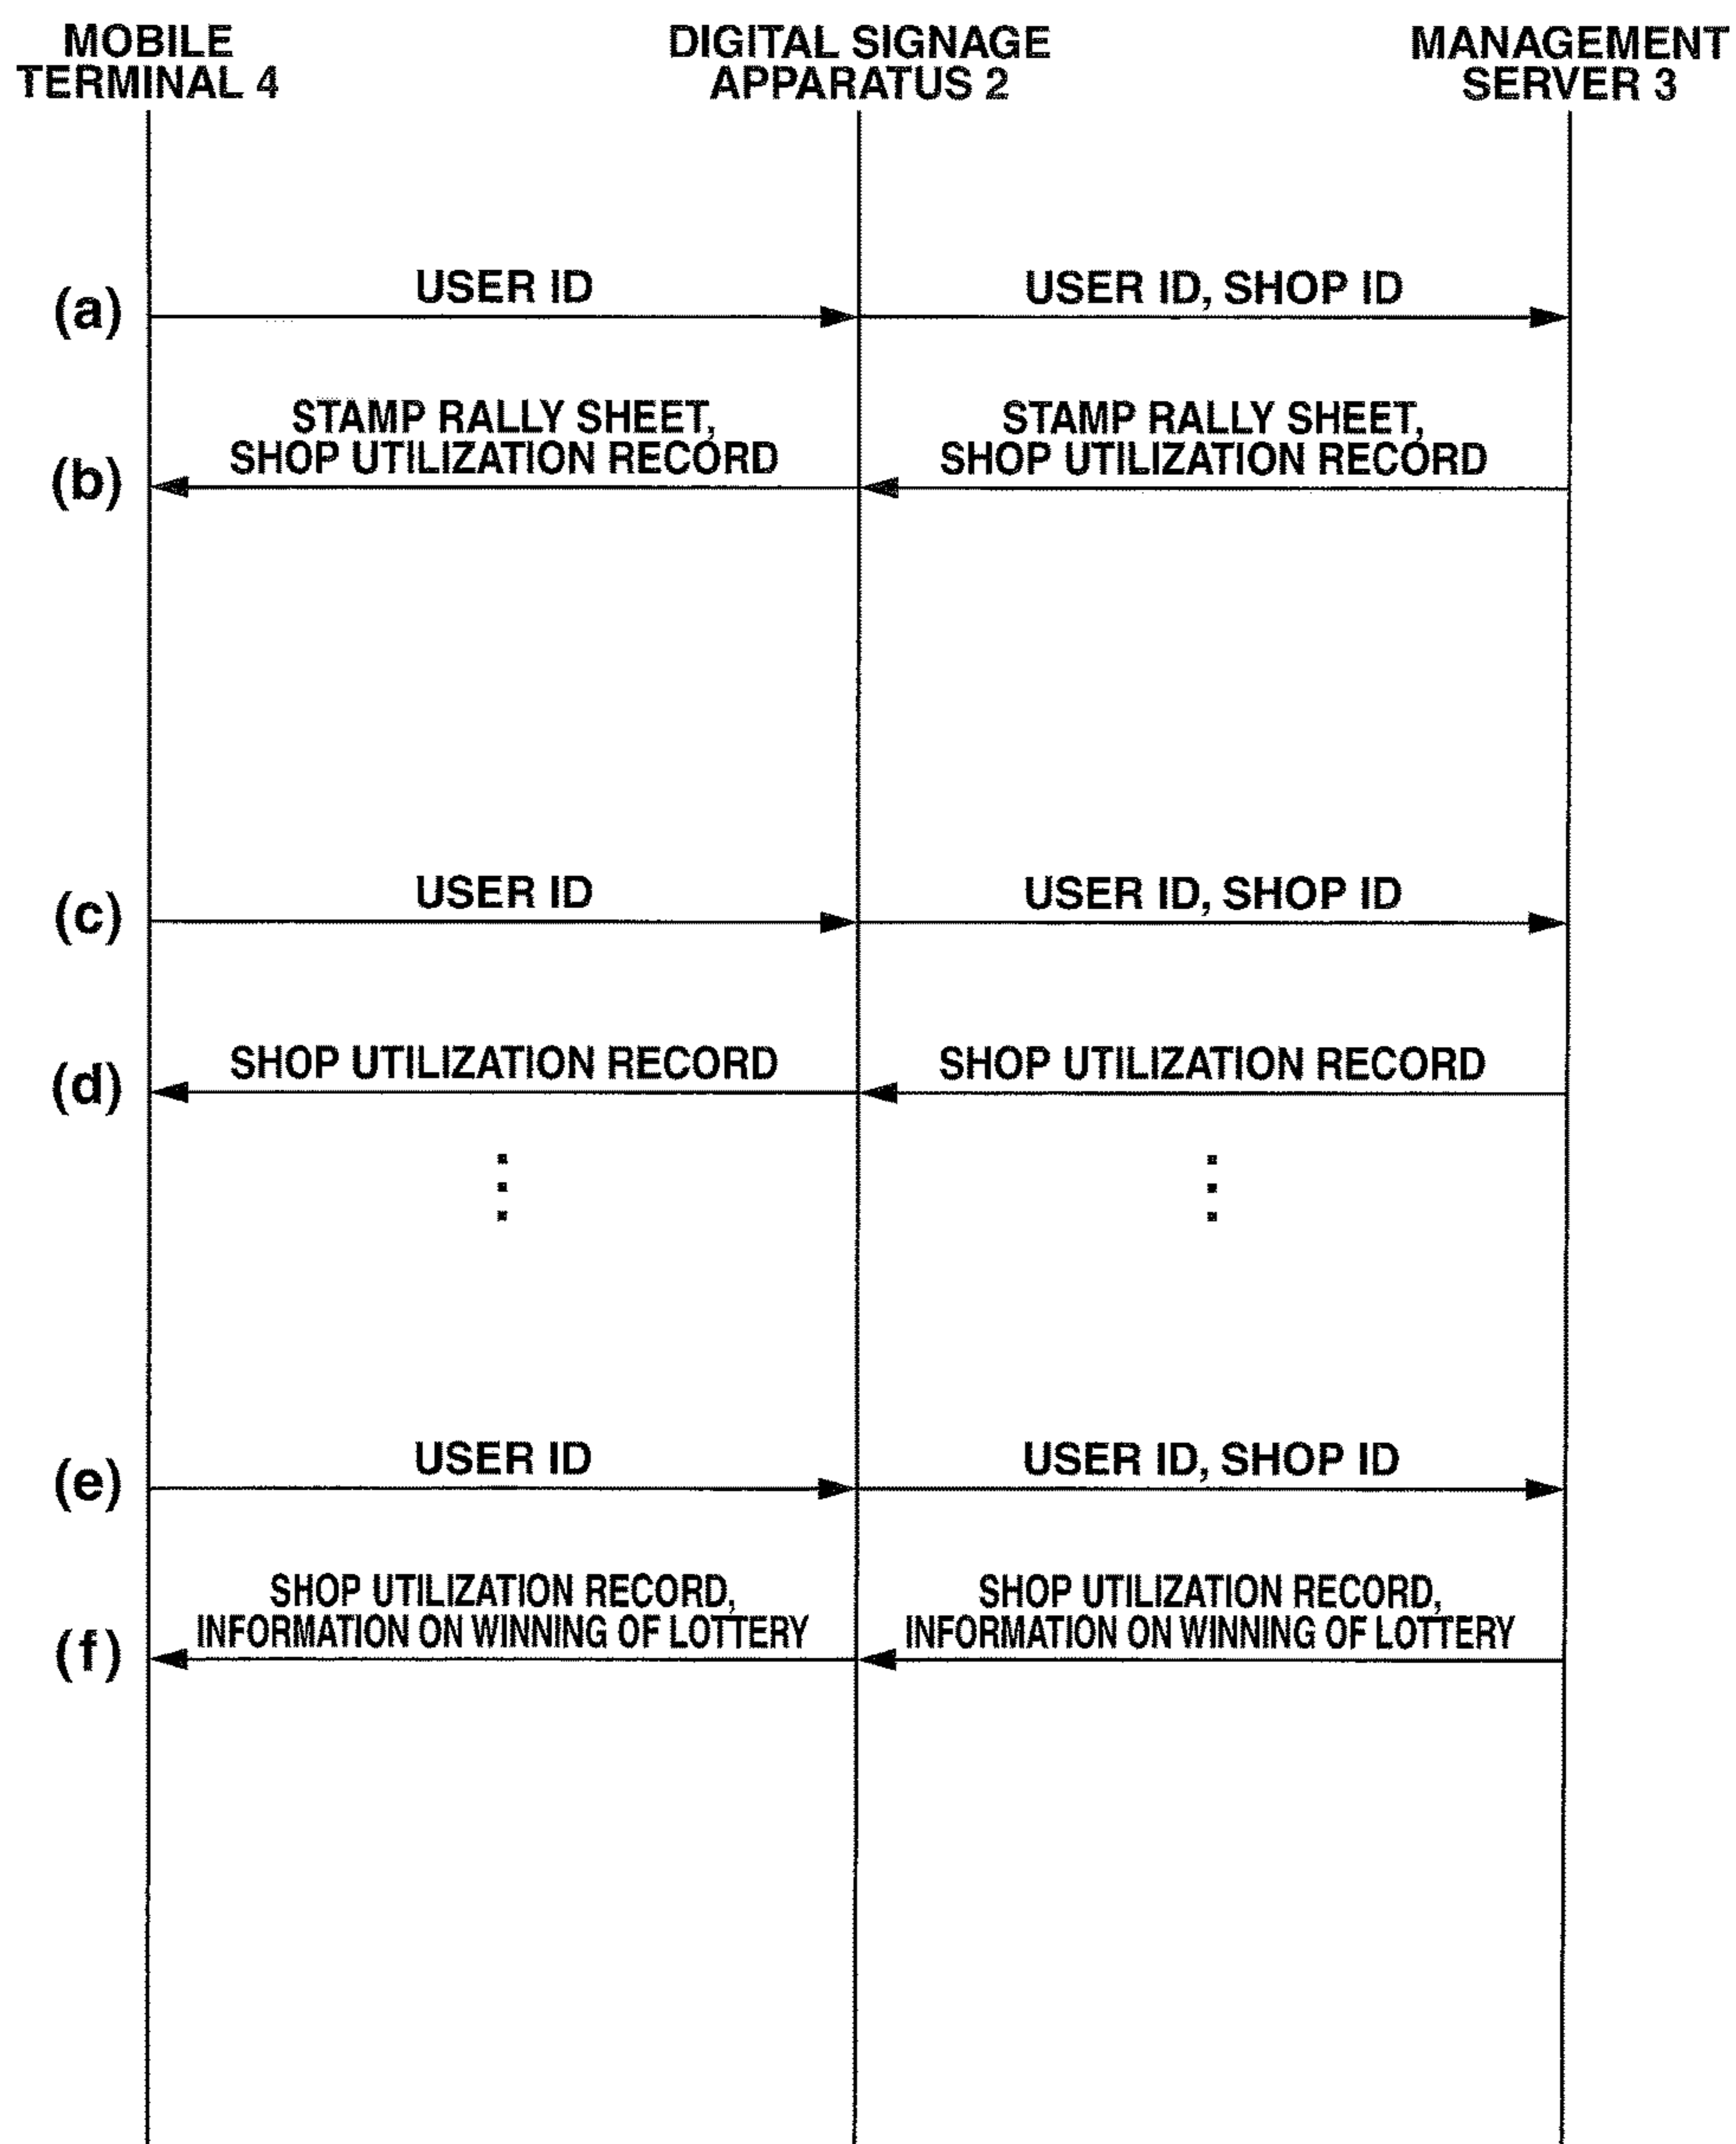 MOBILE
TERMINAL 4
DIGITAL SIGNAGE
APPARATUS 2
MANAGEMENT
SERVER 3
(a)
USER ID
USER ID, SHOP ID
(b)
STAMP RALLY SHEET,
SHOP UTILIZATION RECORD
STAMP RALLY SHEET,
SHOP UTILIZATION RECORD
(c)
USER ID
USER ID, SHOP ID
(d)
SHOP UTILIZATION RECORD
SHOP UTILIZATION RECORD
(e)
USER ID
USER ID, SHOP ID
(f)
SHOP UTILIZATION RECORD,
INFORMATION ON WINNING OF LOTTERY
SHOP UTILIZATION RECORD,
INFORMATION ON WINNING OF LOTTERY